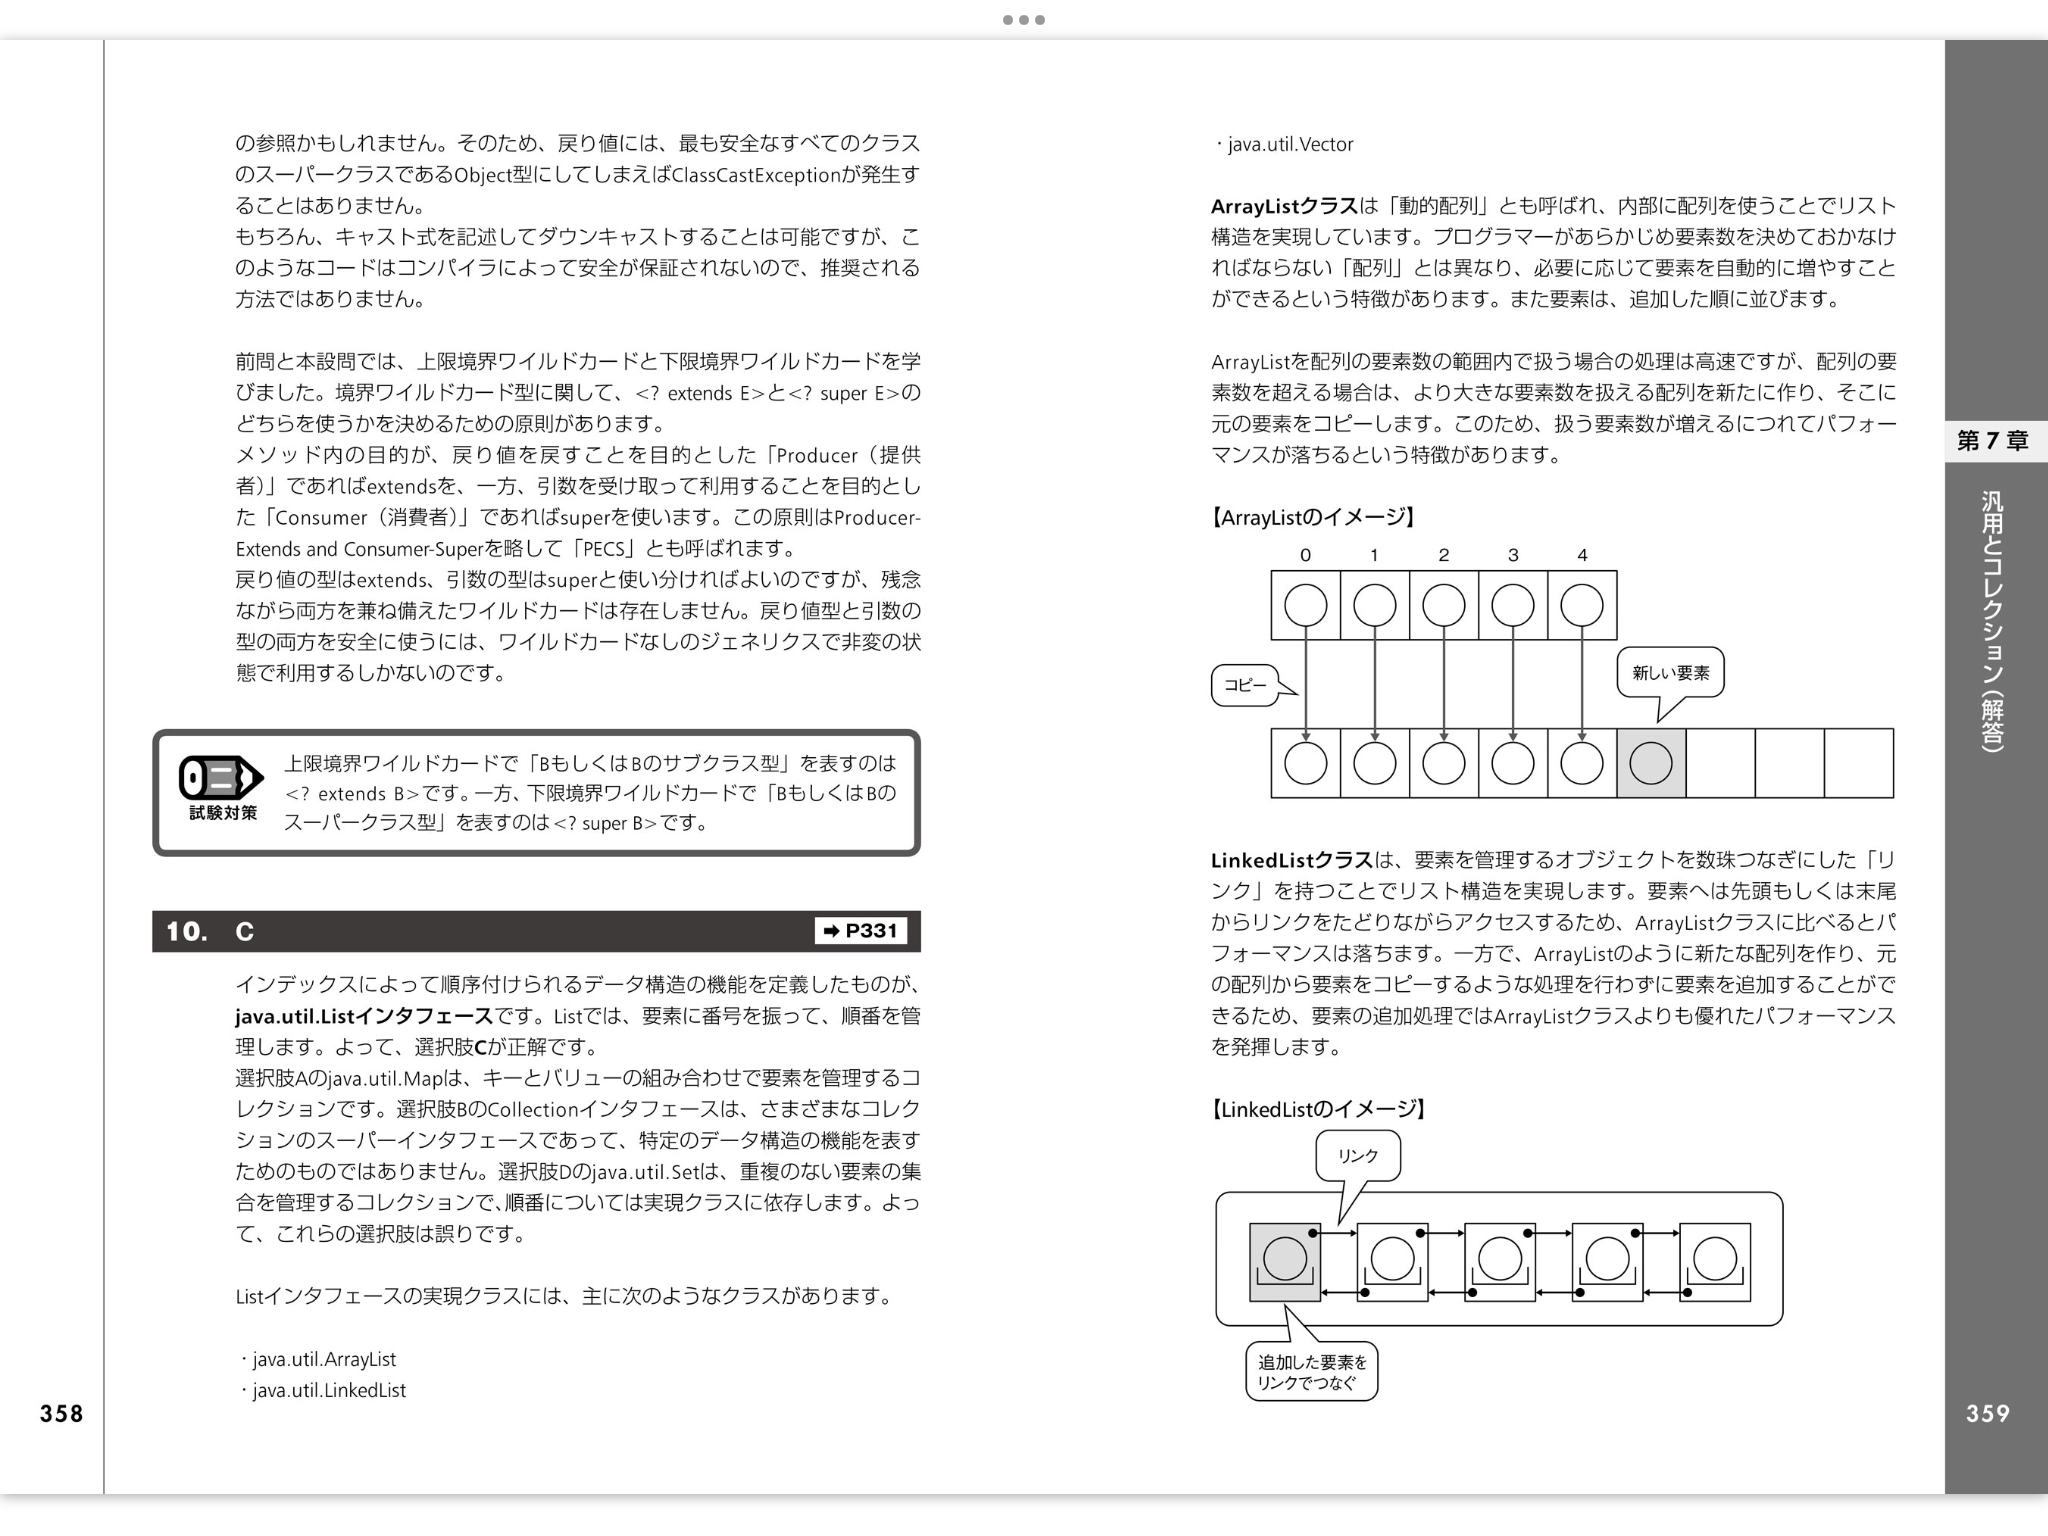 の参照かもしれません。そのため、戻り値には、最も安全なすべてのクラス
のスーパークラスであるObject型にしてしまえばClassCastExceptionが発生す
ることはありません。
もちろん、キャスト式を記述してダウンキャストすることは可能ですが、こ
のようなコードはコンパイラによって安全が保証されないので、推奨される
方法ではありません。
前問と本設問では、上限境界ワイルドカードと下限境界ワイルドカードを学
びました。境界ワイルドカード型に関して、<? extends E>と<? super E>の
どちらを使うかを決めるための原則があります。
メソッド内の目的が、戻り値を戻すことを目的とした「Producer（提供
者）」であればextendsを、一方、引数を受け取って利用することを目的とし
た「Consumer（消費者）」であればsuperを使います。この原則はProducer-
Extends and Consumer-Superを略して「PECS」とも呼ばれます。
戻り値の型はextends、引数の型はsuperと使い分ければよいのですが、残念
ながら両方を兼ね備えたワイルドカードは存在しません。戻り値型と引数の
型の両方を安全に使うには、ワイルドカードなしのジェネリクスで非変の状
態で利用するしかないのです。
試験対策
上限境界ワイルドカードで「BもしくはBのサブクラス型」を表すのは
<? extends B>です。一方、下限境界ワイルドカードで「BもしくはBの
スーパークラス型」を表すのは<? super B>です。
10. C ➡ P331
インデックスによって順序付けられるデータ構造の機能を定義したものが、
java.util.Listインタフェースです。Listでは、要素に番号を振って、順番を管
理します。よって、選択肢Cが正解です。
選択肢Aのjava.util.Mapは、キーとバリューの組み合わせで要素を管理するコ
レクションです。選択肢BのCollectionインタフェースは、さまざまなコレク
ションのスーパーインタフェースであって、特定のデータ構造の機能を表す
ためのものではありません。選択肢Dのjava.util.Setは、重複のない要素の集
合を管理するコレクションで、順番については実現クラスに依存します。よっ
て、これらの選択肢は誤りです。
Listインタフェースの実現クラスには、主に次のようなクラスがあります。
・java.util.ArrayList
・java.util.LinkedList
358
・java.util.Vector
ArrayListクラスは「動的配列」とも呼ばれ、内部に配列を使うことでリスト
構造を実現しています。プログラマーがあらかじめ要素数を決めておかなけ
ればならない「配列」とは異なり、必要に応じて要素を自動的に増やすこと
ができるという特徴があります。また要素は、追加した順に並びます。
ArrayListを配列の要素数の範囲内で扱う場合の処理は高速ですが、配列の要
素数を超える場合は、より大きな要素数を扱える配列を新たに作り、そこに
元の要素をコピーします。このため、扱う要素数が増えるにつれてパフォー
マンスが落ちるという特徴があります。
【ArrayListのイメージ】
0 1 2 3 4
コピー
新しい要素
LinkedListクラスは、要素を管理するオブジェクトを数珠つなぎにした「リ
ンク」を持つことでリスト構造を実現します。要素へは先頭もしくは末尾
からリンクをたどりながらアクセスするため、ArrayListクラスに比べるとパ
フォーマンスは落ちます。一方で、ArrayListのように新たな配列を作り、元
の配列から要素をコピーするような処理を行わずに要素を追加することがで
きるため、要素の追加処理ではArrayListクラスよりも優れたパフォーマンス
を発揮します。
【LinkedListのイメージ】
リンク
追加した要素を
リンクでつなぐ
第7章
汎用とコレクション（解答）
359